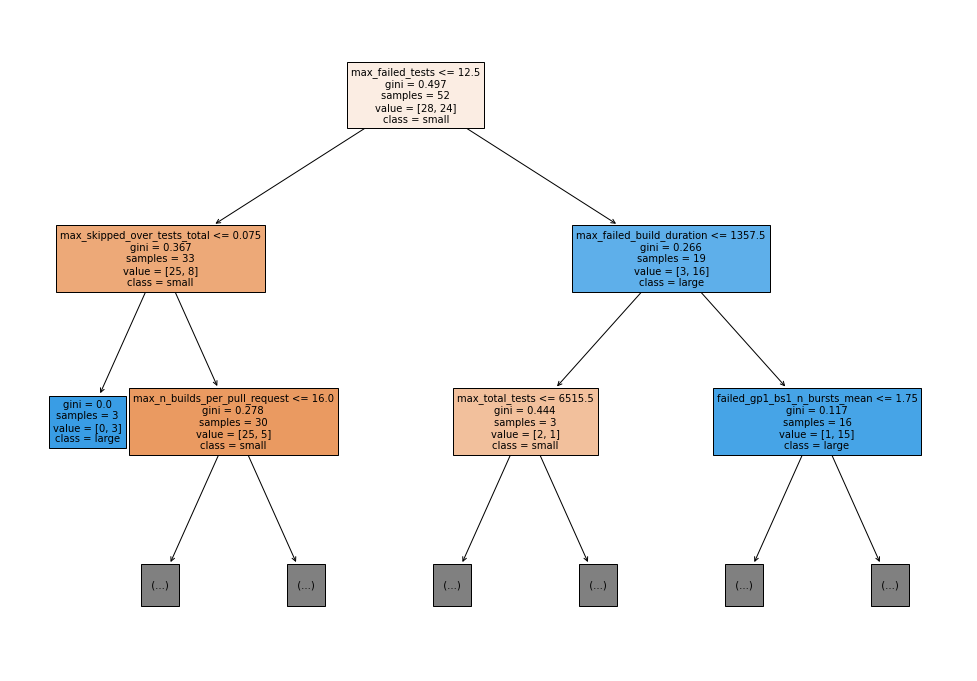 max_failed_tests <= 12.5
gini = 0.497
samples = 52
value = [28, 24]
class = small
max_skipped_over_tests_total <= 0.075
gini = 0.367
samples = 33
value = [25, 8]
class = small
max_failed_build_duration <= 1357.5
gini = 0.266
samples = 19
value = [3, 16]
class = large
gini = 0.0
samples = 3
value = [0, 3]
class = large
max_n_builds_per_pull_request <= 16.0
gini = 0.278
samples = 30
value = [25, 5]
class = small
max_total_tests <= 6515.5
gini = 0.444
samples = 3
value = [2, 1]
class = small
failed_gp1_bs1_n_bursts_mean <= 1.75
gini = 0.117
samples = 16
value = [1, 15]
class = large
(...)
(...)
(...)
(...)
(...)
(...)